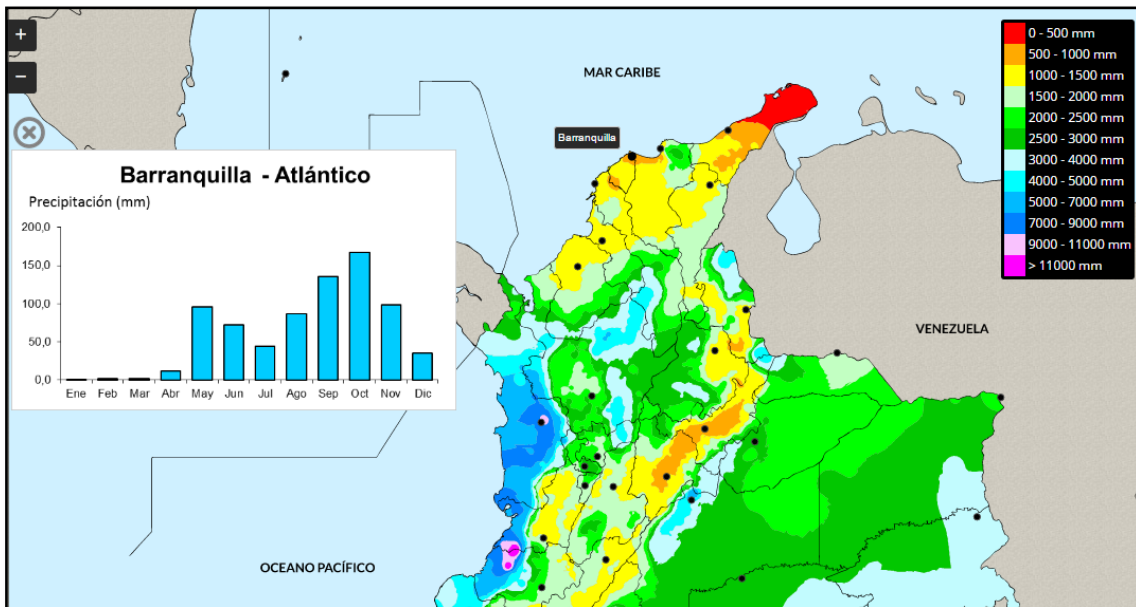 +
−
MAR CARIBE
Barranquilla
0 - 500 mm
500 - 1000 mm
1000 - 1500 mm
1500 - 2000 mm
2000 - 2500 mm
2500 - 3000 mm
3000 - 4000 mm
4000 - 5000 mm
5000 - 7000 mm
7000 - 9000 mm
9000 - 11000 mm
> 11000 mm
Barranquilla - Atlántico
Precipitación (mm)
200,0
150,0
100,0
50,0
0,0
Ene Feb Mar Abr May Jun Jul Ago Sep Oct Nov Dic
VENEZUELA
OCEANO PACÍFICO